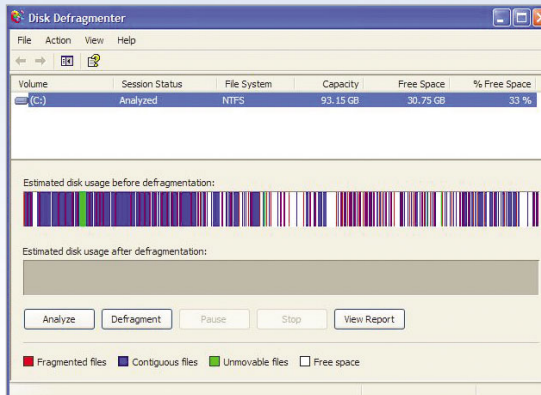 Disk Defragmenter
File Action View Help
Volume Session Status File System Capacity Free Space % Free Space
(C:) Analyzed NTFS 93.15 GB 30.75 GB 33 %
Estimated disk usage before defragmentation:
Estimated disk usage after defragmentation:
Analyze Defragment Pause Stop View Report
Fragmented files Contiguous files Unmovable files Free space